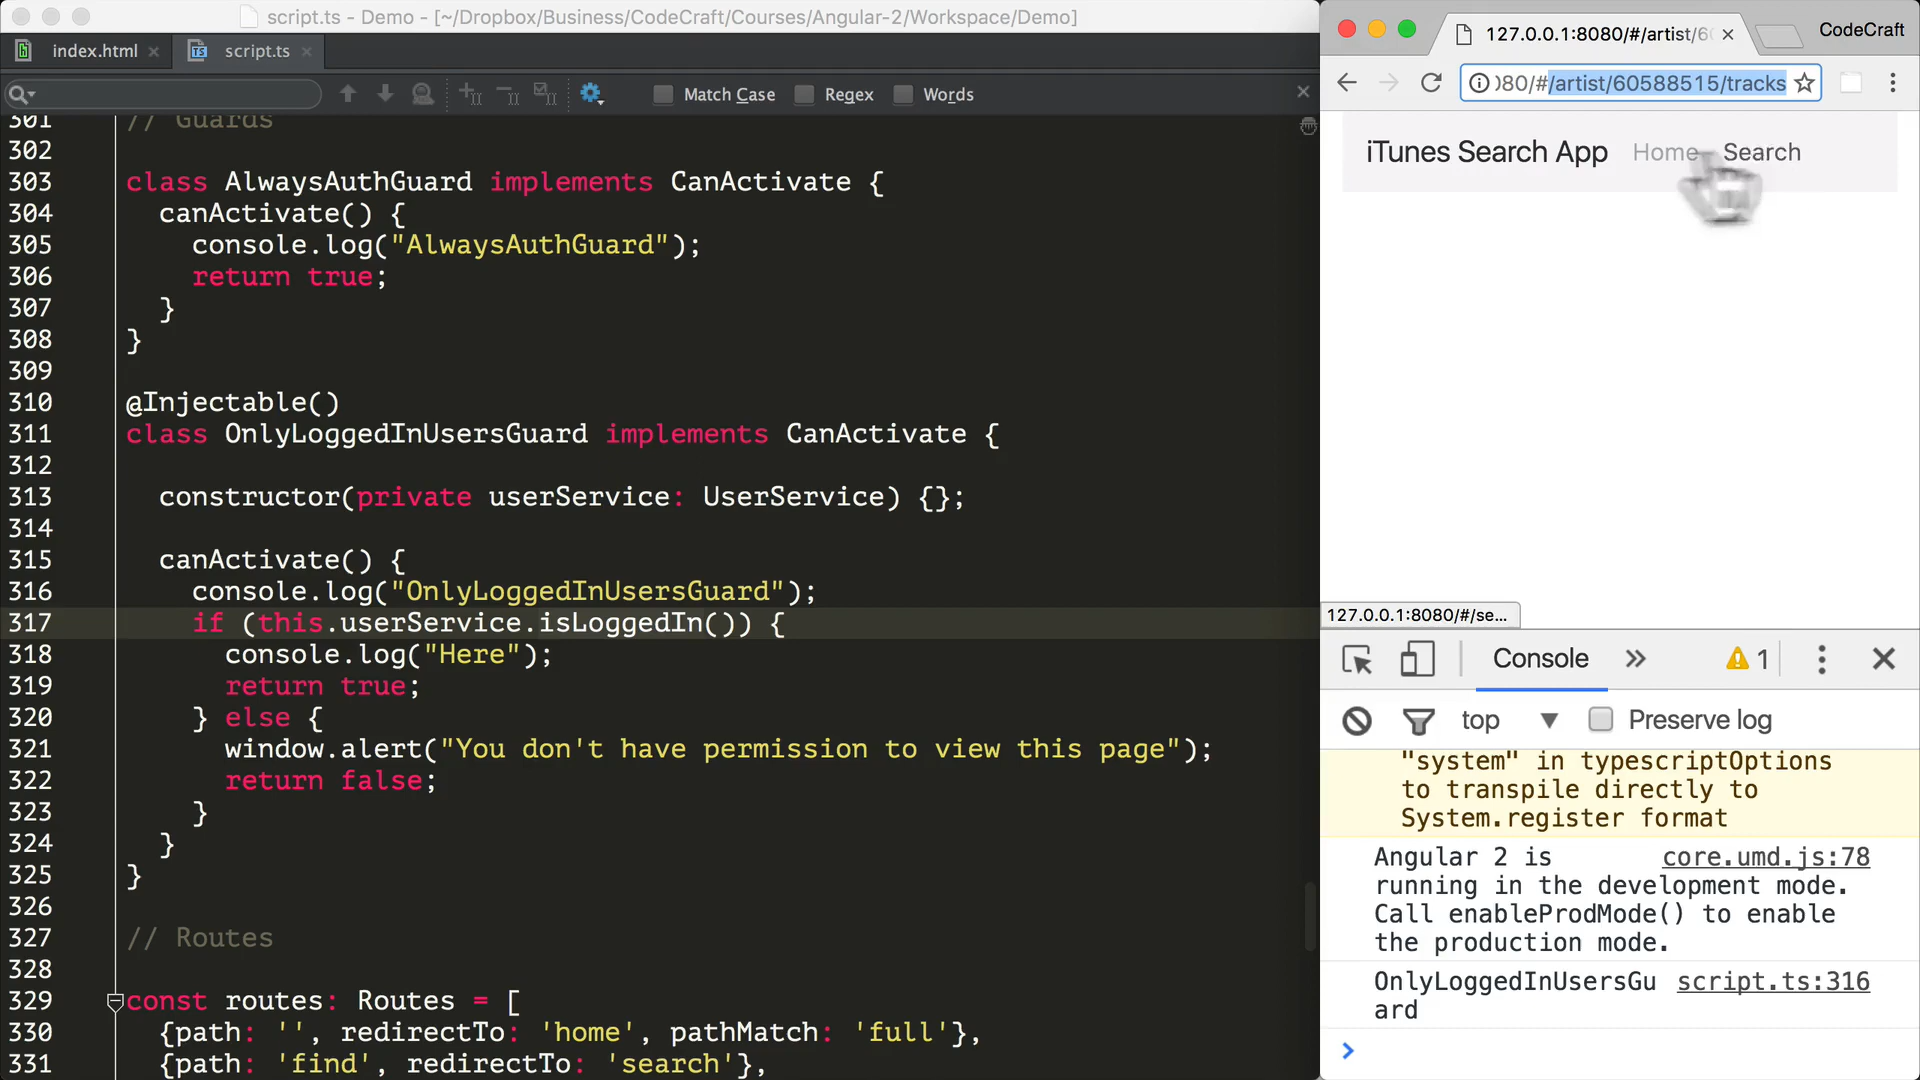 script.ts - Demo - [~/Dropbox/Business/CodeCraft/Courses/Angular-2/Workspace/Demo]
index.html
script.ts
Match Case
Regex
Words
301 // Guards
302
303 class AlwaysAuthGuard implements CanActivate {
304 canActivate() {
305 console.log("AlwaysAuthGuard");
306 return true;
307 }
308 }
309
310 @Injectable()
311 class OnlyLoggedInUsersGuard implements CanActivate {
312
313 constructor(private userService: UserService) {};
314
315 canActivate() {
316 console.log("OnlyLoggedInUsersGuard");
317 if (this.userService.isLoggedIn()) {
318 console.log("Here");
319 return true;
320 } else {
321 window.alert("You don't have permission to view this page");
322 return false;
323 }
324 }
325 }
326
327 // Routes
328
329 const routes: Routes = [
330 {path: '', redirectTo: 'home', pathMatch: 'full'},
331 {path: 'find', redirectTo: 'search'},
127.0.0.1:8080/#/artist/60
CodeCraft
080/#/artist/60588515/tracks
iTunes Search App Home Search
127.0.0.1:8080/#/se...
Console
1
top
Preserve log
"system" in typescriptOptions
to transpile directly to
System.register format
Angular 2 is core.umd.js:78
running in the development mode.
Call enableProdMode() to enable
the production mode.
OnlyLoggedInUsersGu script.ts:316
ard